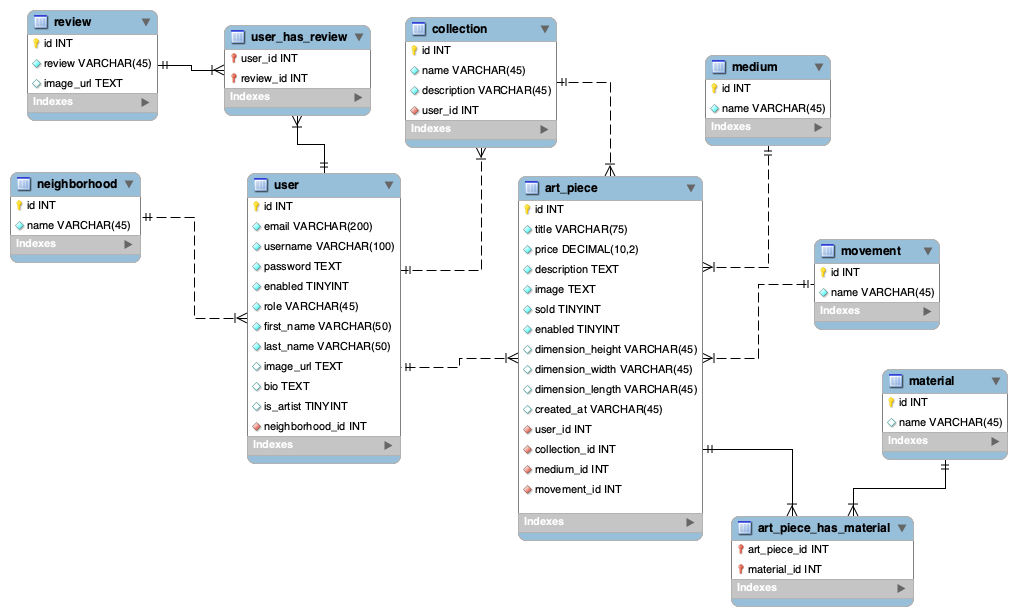 review
id INT
review VARCHAR(45)
image_url TEXT
Indexes
user_has_review
user_id INT
review_id INT
Indexes
collection
id INT
name VARCHAR(45)
description VARCHAR(45)
user_id INT
Indexes
medium
id INT
name VARCHAR(45)
Indexes
neighborhood
id INT
name VARCHAR(45)
Indexes
user
id INT
email VARCHAR(200)
username VARCHAR(100)
password TEXT
enabled TINYINT
role VARCHAR(45)
first_name VARCHAR(50)
last_name VARCHAR(50)
image_url TEXT
bio TEXT
is_artist TINYINT
neighborhood_id INT
Indexes
art_piece
id INT
title VARCHAR(75)
price DECIMAL(10,2)
description TEXT
image TEXT
sold TINYINT
enabled TINYINT
dimension_height VARCHAR(45)
dimension_width VARCHAR(45)
dimension_length VARCHAR(45)
created_at VARCHAR(45)
user_id INT
collection_id INT
medium_id INT
movement_id INT
Indexes
movement
id INT
name VARCHAR(45)
Indexes
material
id INT
name VARCHAR(45)
Indexes
art_piece_has_material
art_piece_id INT
material_id INT
Indexes